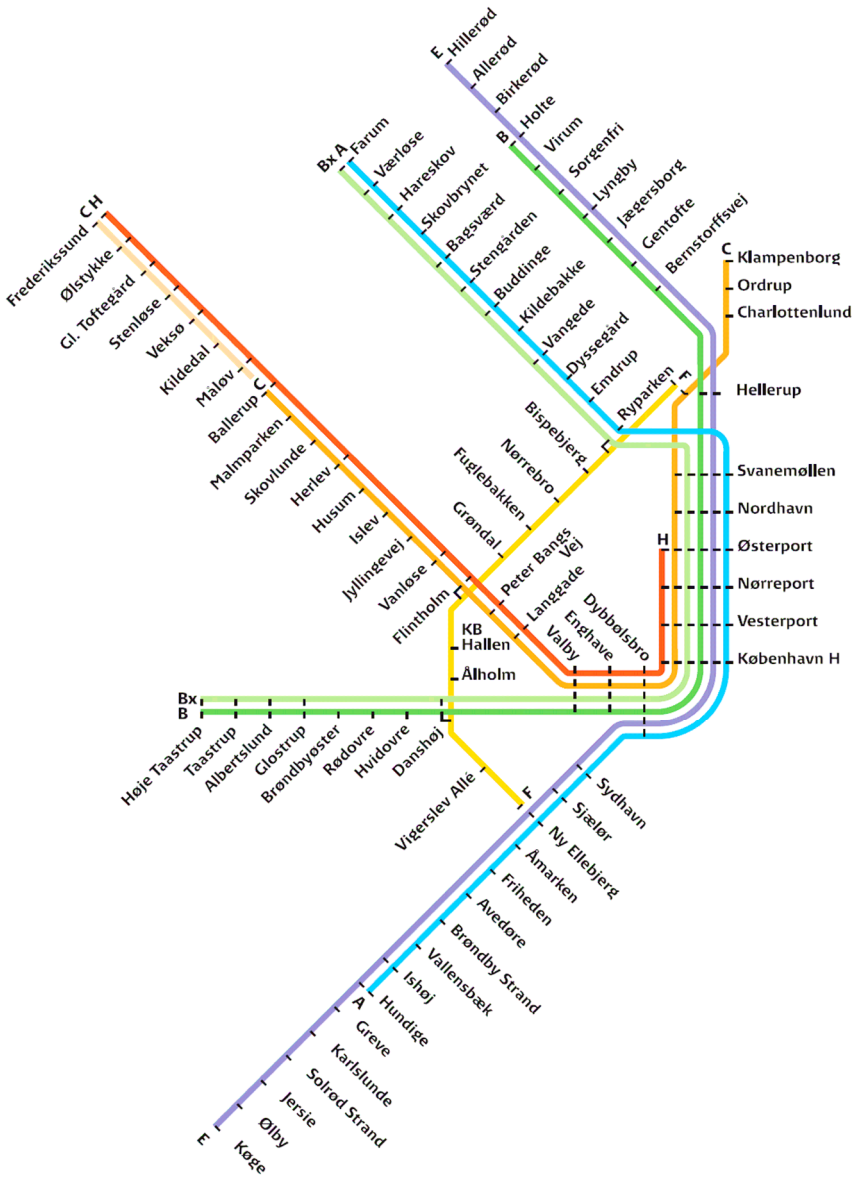 E
Hillerød
Allerød
Birkerød
Holte
B
Virum
Sorgenfri
Lyngby
Jægersborg
Gentofte
Bernstorffsvej
Bx A
Farum
Værløse
Hareskov
Skovbrynet
Bagsværd
Stengården
Buddinge
Kildebakke
Vangede
Dyssegård
Emdrup
Ryparken
C H
Frederikssund
Ølstykke
Gl. Toftegård
Stenløse
Veksø
Kildedal
Måløv
C
Ballerup
Malmparken
Skovlunde
Herlev
Husum
Islev
Jyllingevej
Vanløse
Flintholm
Peter Bangs
Vej
Langgade
Valby
Enghave
Dybbølsbro
C
Klampenborg
Ordrup
Charlottenlund
F
Hellerup
Bispebjerg
Nørrebro
Fuglebakken
Grøndal
Svanemøllen
Nordhavn
H
Østerport
Nørreport
Vesterport
København H
KB
Hallen
Ålholm
Bx
B
Høje Taastrup
Taastrup
Albertslund
Glostrup
Brøndbyøster
Rødovre
Hvidovre
Danshøj
Vigerslev Allé
F
Sydhavn
Sjælør
Ny Ellebjerg
Åmarken
Friheden
Avedøre
Brøndby Strand
Vallensbæk
Ishøj
A
Hundige
Greve
Karlslunde
Solrød Strand
Jersie
Ølby
E
Køge